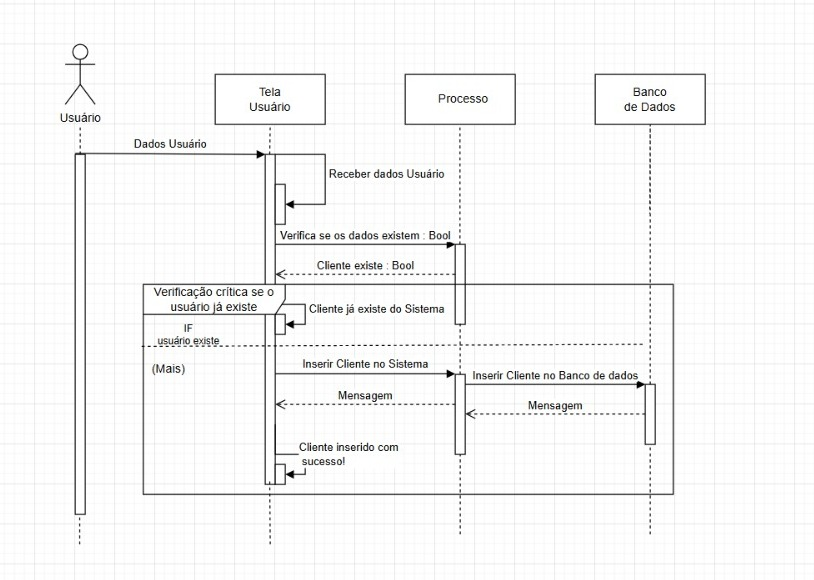 Usuário
Tela
Usuário
Processo
Banco
de Dados
Dados Usuário
Receber dados Usuário
Verifica se os dados existem : Bool
Cliente existe : Bool
Verificação crítica se o
usuário já existe
Cliente já existe do Sistema
IF
usuário existe
(Mais)
Inserir Cliente no Sistema
Inserir Cliente no Banco de dados
Mensagem
Mensagem
Cliente inserido com
sucesso!